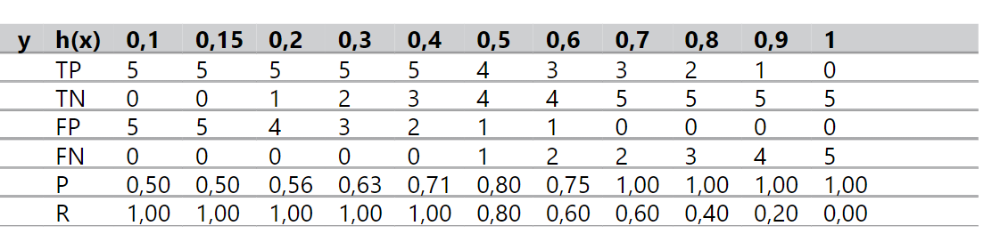 y h(x) 0,1 0,15 0,2 0,3 0,4 0,5 0,6 0,7 0,8 0,9 1
TP 5 5 5 5 5 4 3 3 2 1 0
TN 0 0 1 2 3 4 4 5 5 5 5
FP 5 5 4 3 2 1 1 0 0 0 0
FN 0 0 0 0 0 1 2 2 3 4 5
P 0,50 0,50 0,56 0,63 0,71 0,80 0,75 1,00 1,00 1,00 1,00
R 1,00 1,00 1,00 1,00 1,00 0,80 0,60 0,60 0,40 0,20 0,00